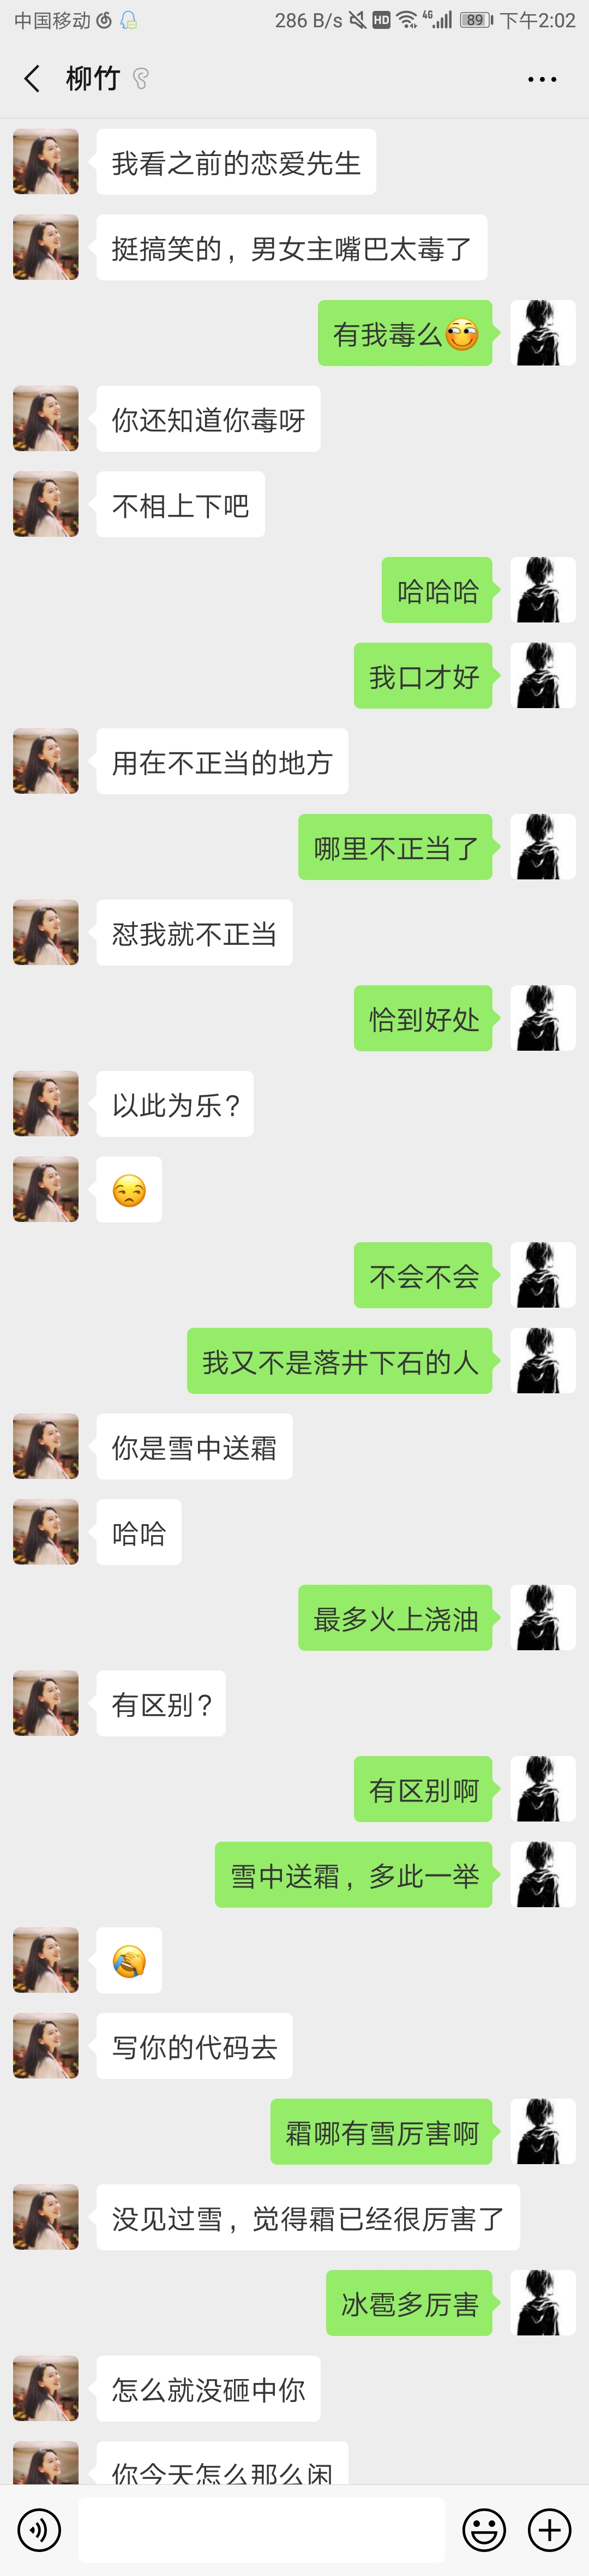 中国移动 286 B/s HD 4G 89 下午2:02
柳竹
我看之前的恋爱先生
挺搞笑的，男女主嘴巴太毒了
有我毒么
你还知道你毒呀
不相上下吧
哈哈哈
我口才好
用在不正当的地方
哪里不正当了
怼我就不正当
恰到好处
以此为乐？
不会不会
我又不是落井下石的人
你是雪中送霜
哈哈
最多火上浇油
有区别？
有区别啊
雪中送霜，多此一举
写你的代码去
霜哪有雪厉害啊
没见过雪，觉得霜已经很厉害了
冰雹多厉害
怎么就没砸中你
你今天怎么那么闲